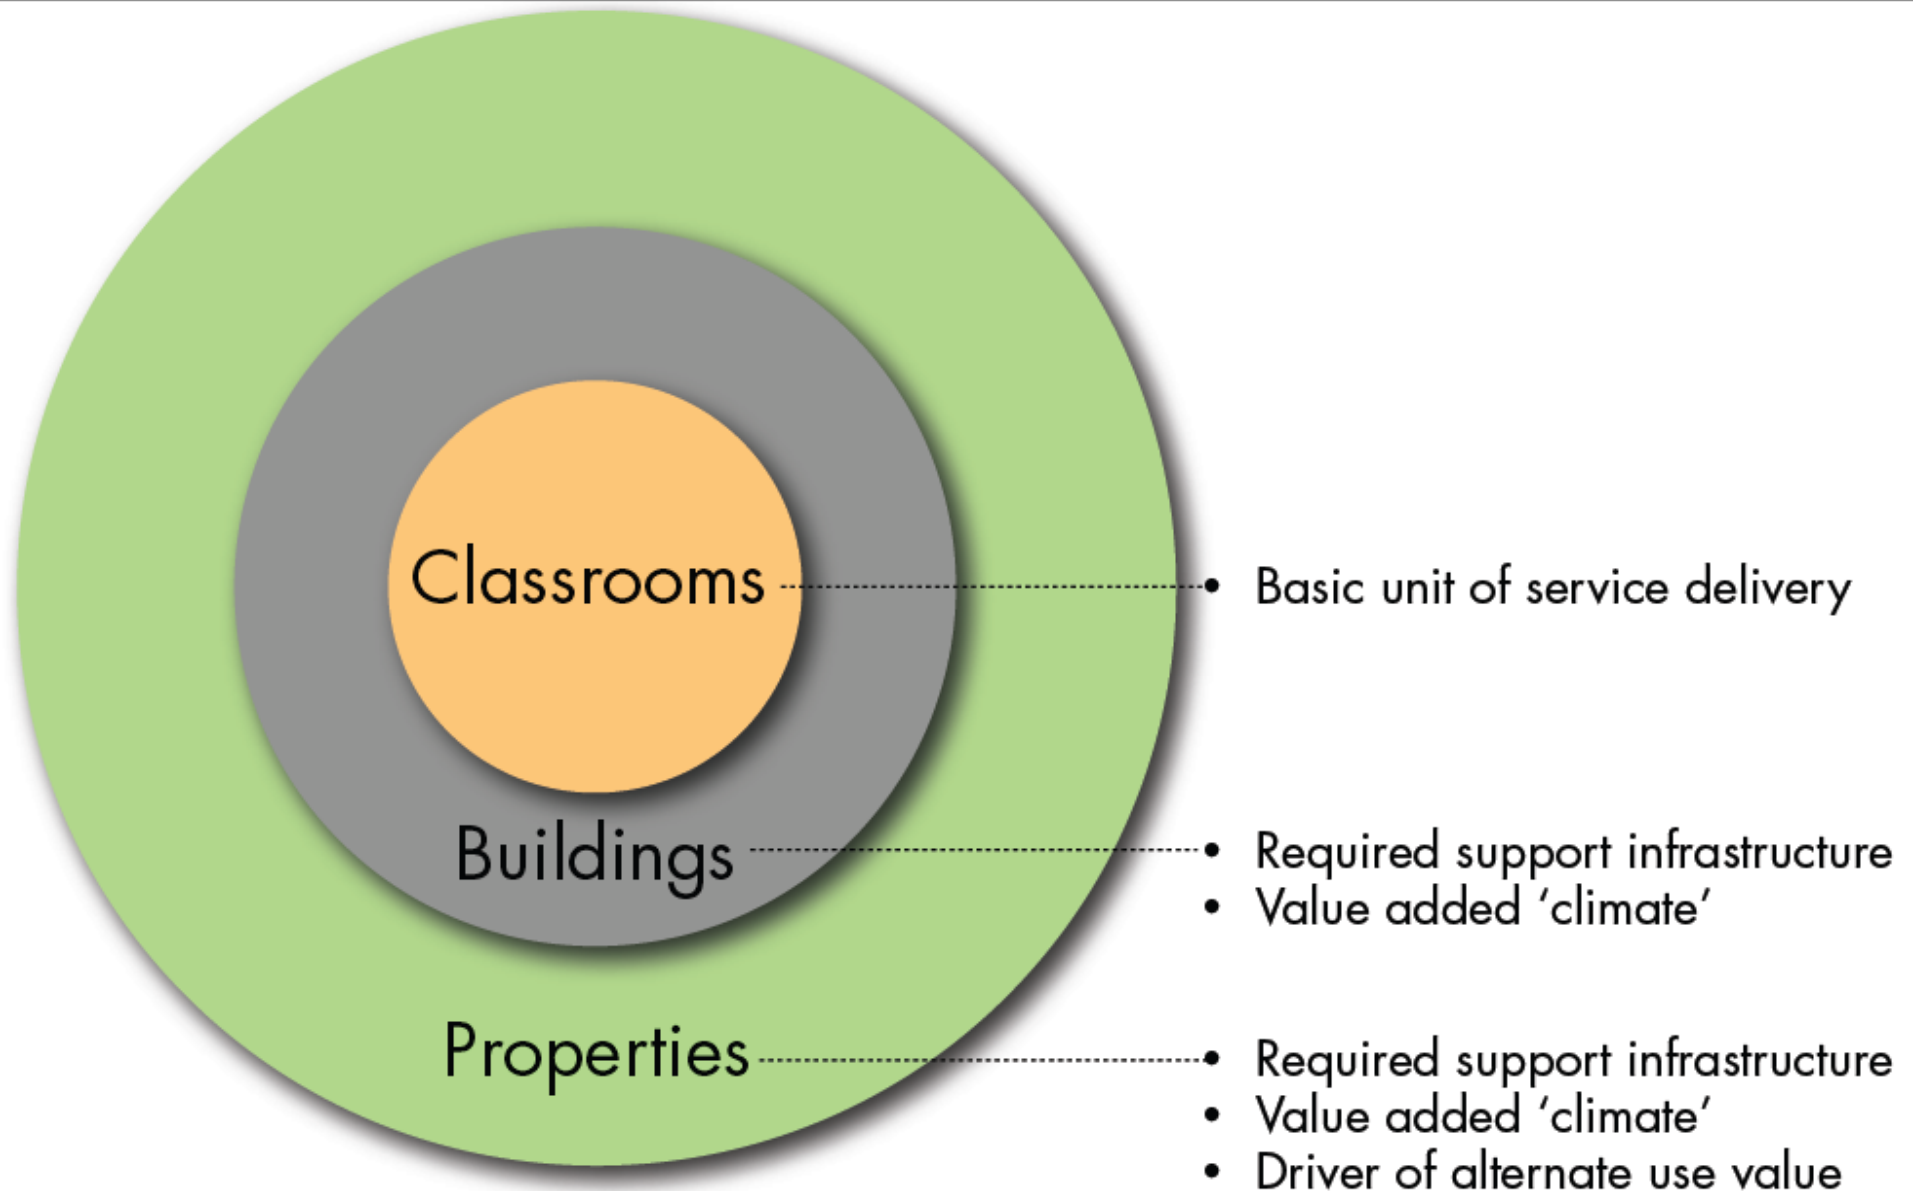 Classrooms
• Basic unit of service delivery
Buildings
• Required support infrastructure
• Value added ‘climate’
Properties
• Required support infrastructure
• Value added ‘climate’
• Driver of alternate use value